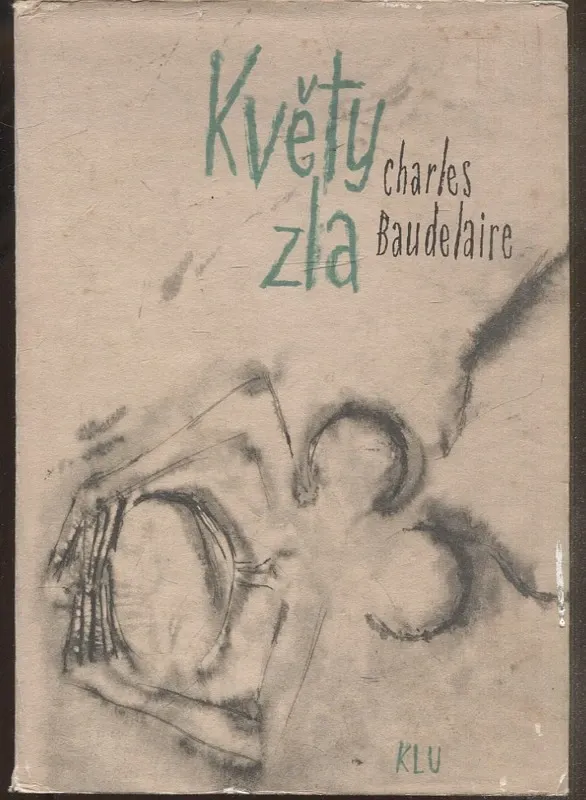 Květy
zla
charles
Baudelaire
KLU